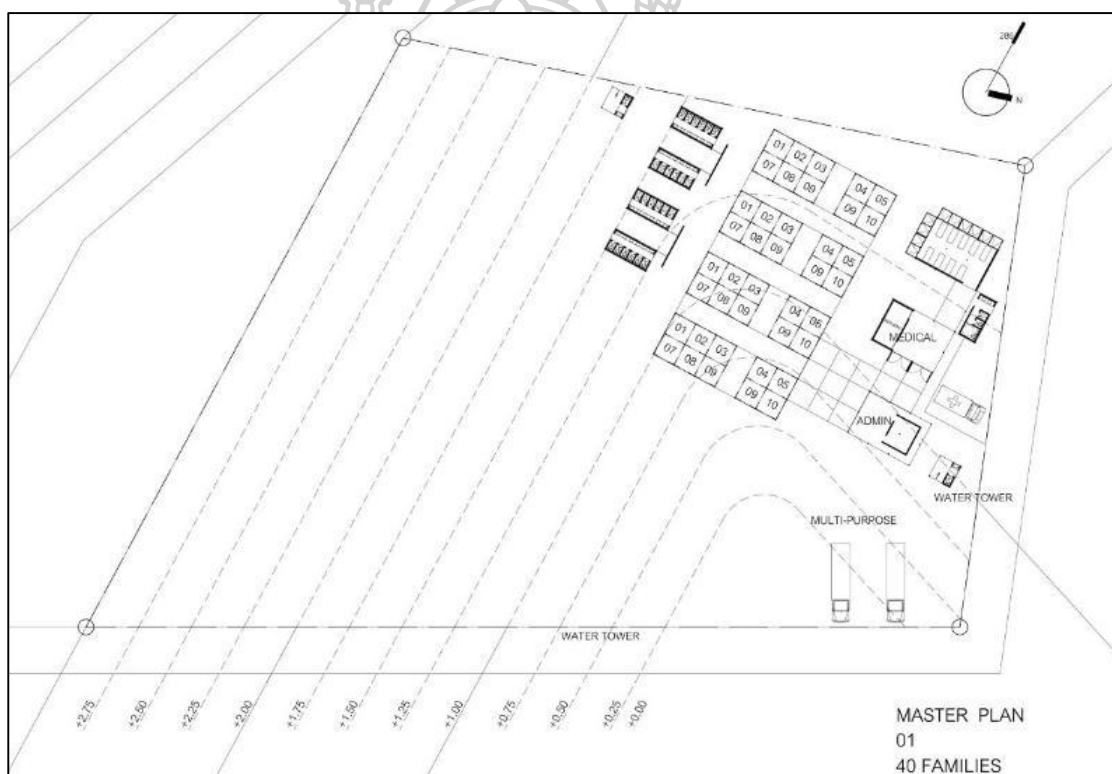 N
01 02 03 04 05
07 08 09 09 10
01 02 03 04 05
07 08 09 09 10
01 02 03 04 05
07 08 09 09 10
01 02 03 04 05
07 08 09 09 10
MEDICAL
ADMIN
WATER TOWER
MULTI-PURPOSE
WATER TOWER
+2.75
+2.50
+2.25
+2.00
+1.75
+1.50
+1.25
+1.00
+0.75
+0.50
+0.25
+0.00
MASTER PLAN
01
40 FAMILIES